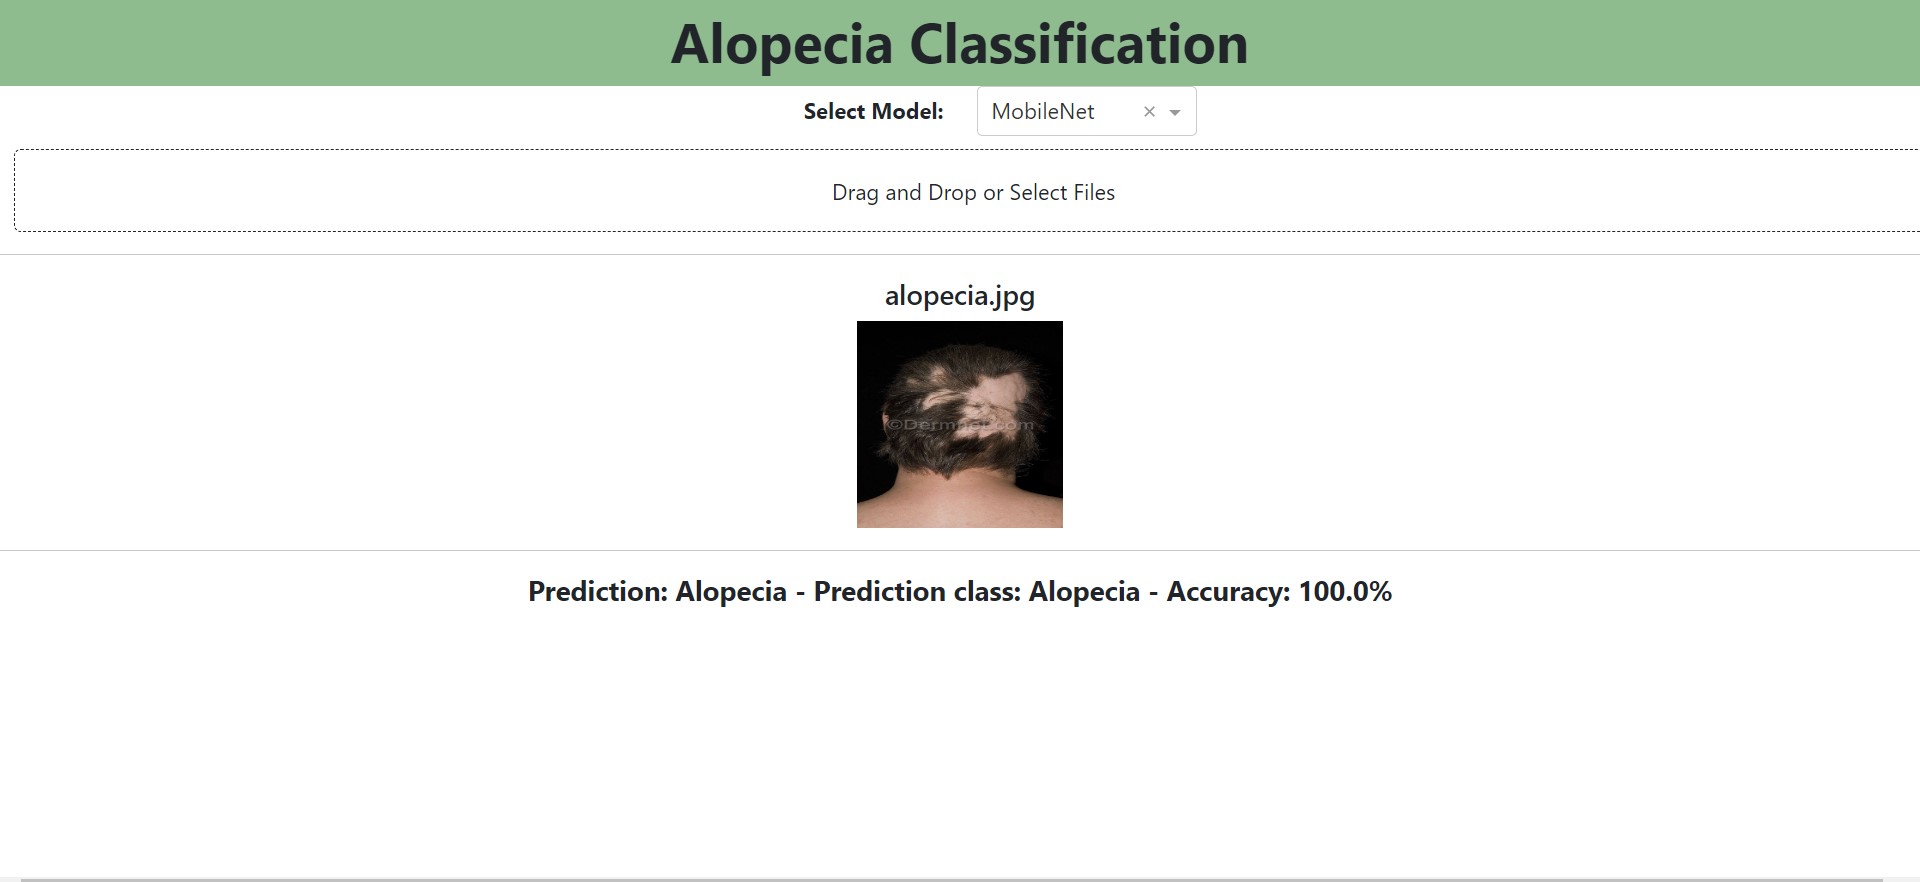 Alopecia Classification
Select Model: MobileNet ×
Drag and Drop or Select Files
alopecia.jpg
©Dermnet.com
Prediction: Alopecia - Prediction class: Alopecia - Accuracy: 100.0%